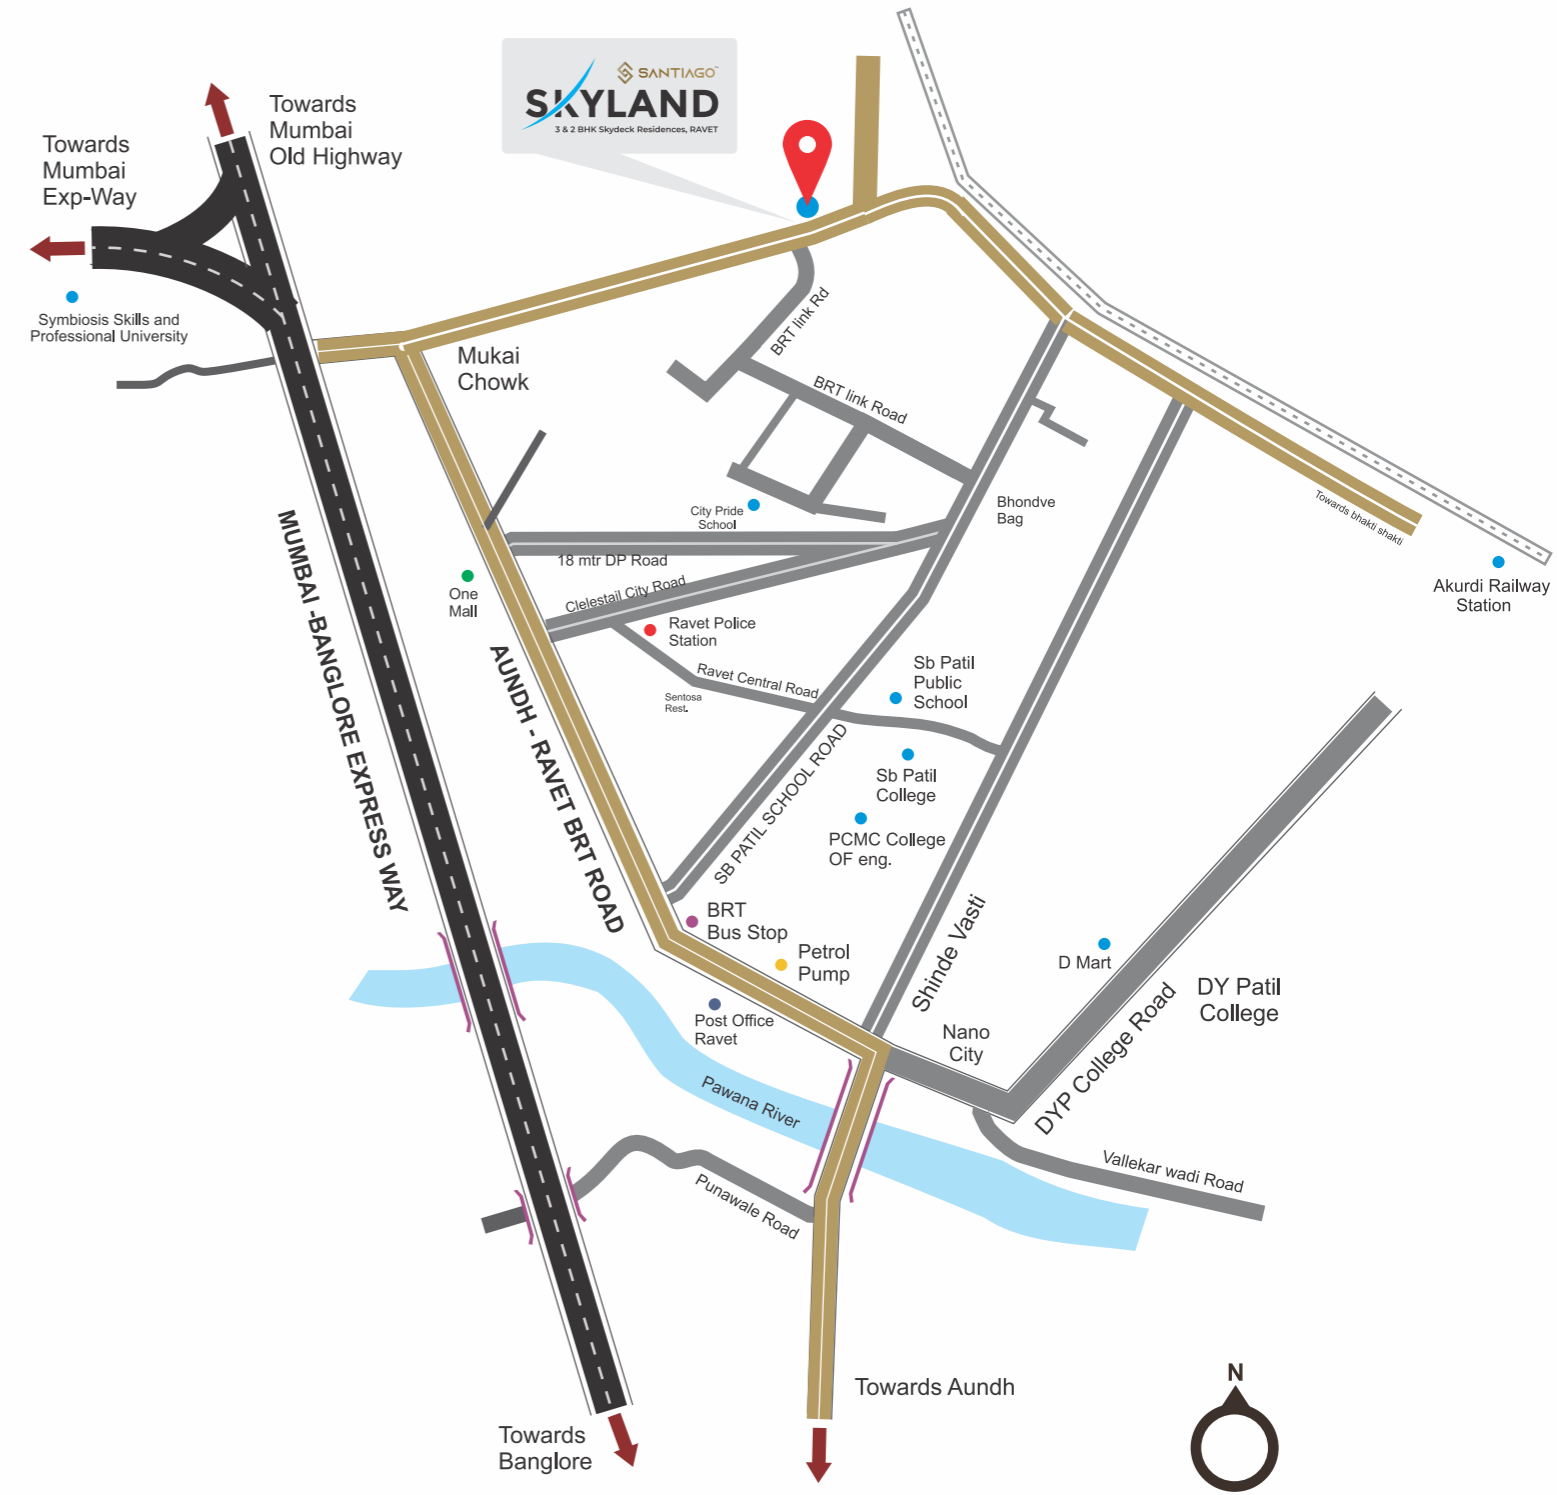 SANTIAGO™
SKYLAND
3 & 2 BHK Skydeck Residences, RAVET
Towards
Mumbai
Old Highway
Towards
Mumbai
Exp-Way
Symbiosis Skills and
Professional University
Mukai
Chowk
BRT link Rd
BRT link Road
City Pride
School
Bhondve
Bag
Towards bhakti shakti
Akurdi Railway
Station
18 mtr DP Road
One
Mall
Clelestail City Road
Ravet Police
Station
Ravet Central Road
Sentosa
Rest.
Sb Patil
Public
School
Sb Patil
College
PCMC College
OF eng.
MUMBAI -BANGLORE EXPRESS WAY
AUNDH - RAVET BRT ROAD
SB PATIL SCHOOL ROAD
BRT
Bus Stop
Petrol
Pump
Post Office
Ravet
Shinde Vasti
D Mart
DY Patil
College
Nano
City
DYP College Road
Pawana River
Vallekar wadi Road
Punawale Road
Towards Aundh
Towards
Banglore
N